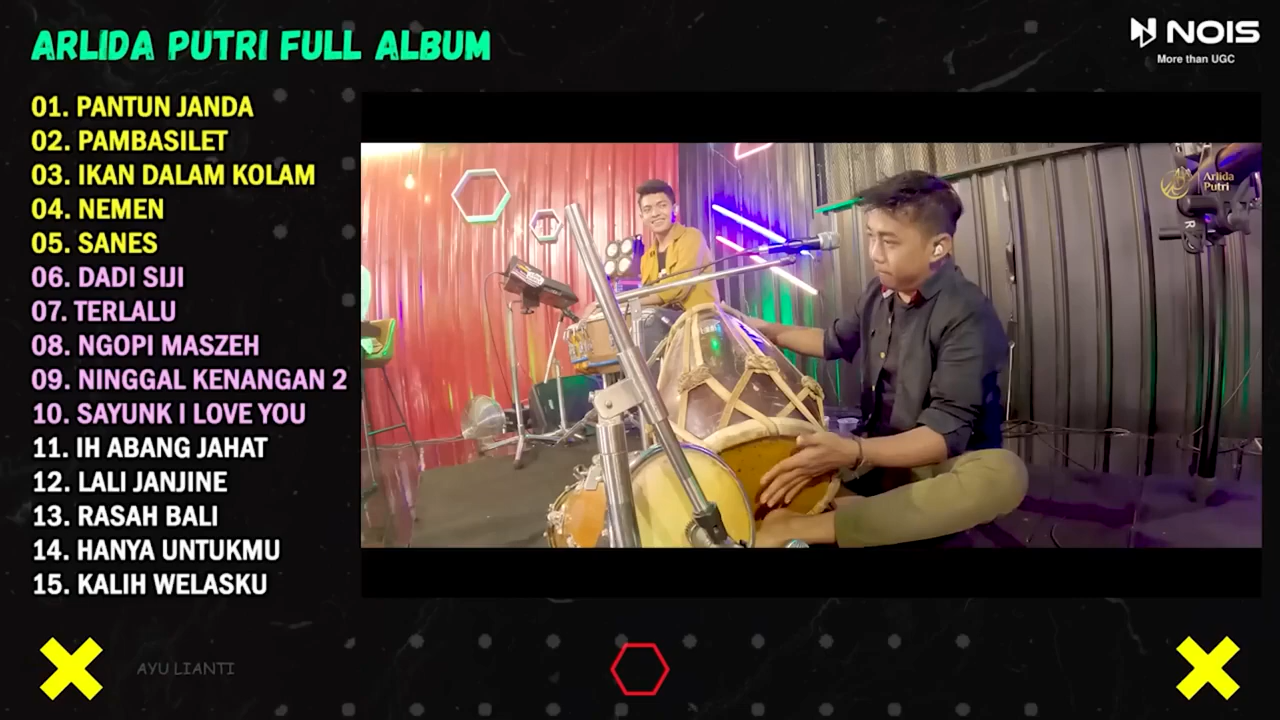 ARLIDA PUTRI FULL ALBUM
NOIS
More than UGC
01. PANTUN JANDA
02. PAMBASILET
03. IKAN DALAM KOLAM
04. NEMEN
05. SANES
06. DADI SIJI
07. TERLALU
08. NGOPI MASZEH
09. NINGGAL KENANGAN 2
10. SAYUNK I LOVE YOU
11. IH ABANG JAHAT
12. LALI JANJINE
13. RASAH BALI
14. HANYA UNTUKMU
15. KALIH WELASKU
Arlida
Putri
R
AYU LIANTI